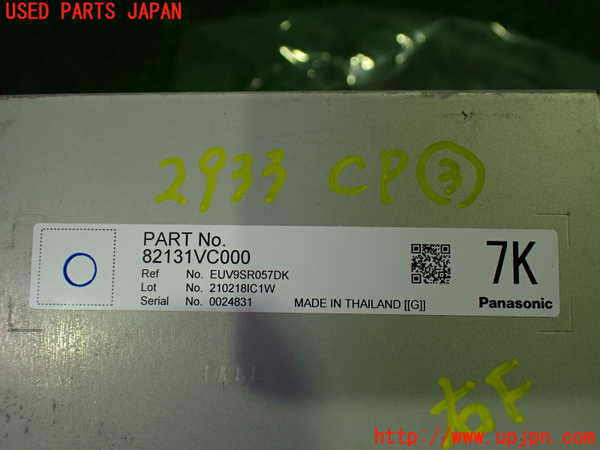 USED PARTS JAPAN
2933 CP③
PART No.
82131VC000
Ref No. EUV9SR057DK
Lot No. 210218IC1W
Serial No. 0024831
MADE IN THAILAND [[G]]
7K
Panasonic
右F
http://www.upjpn.com